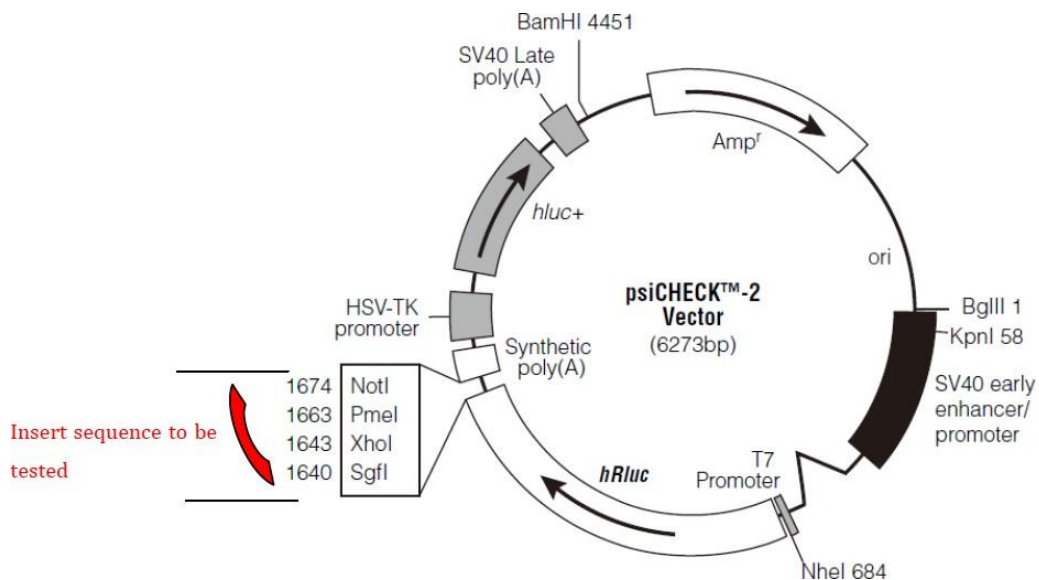 BamHI 4451
SV40 Late
poly(A)
Ampʳ
hluc+
ori
psiCHECK™-2
Vector
(6273bp)
BglII 1
KpnI 58
HSV-TK
promoter
Synthetic
poly(A)
SV40 early
enhancer/
promoter
1674 NotI
1663 PmeI
1643 XhoI
1640 SgfI
Insert sequence to be
tested
T7
Promoter
hRluc
NheI 684